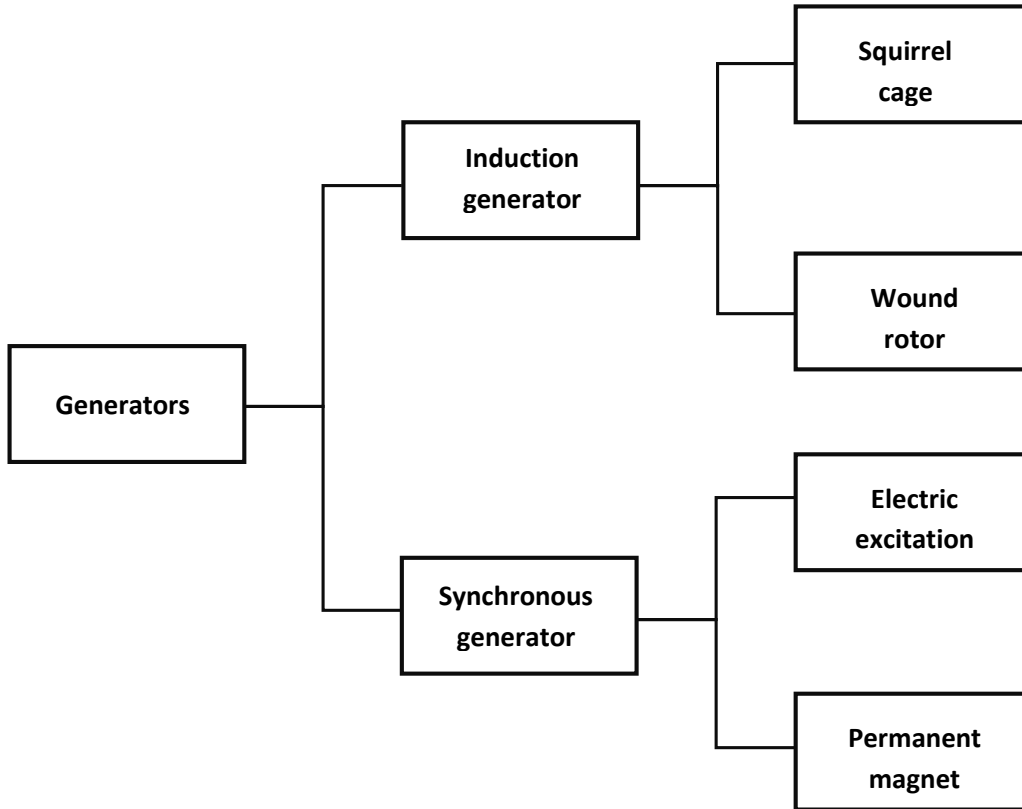 Generators
Induction
generator
Squirrel
cage
Wound
rotor
Synchronous
generator
Electric
excitation
Permanent
magnet